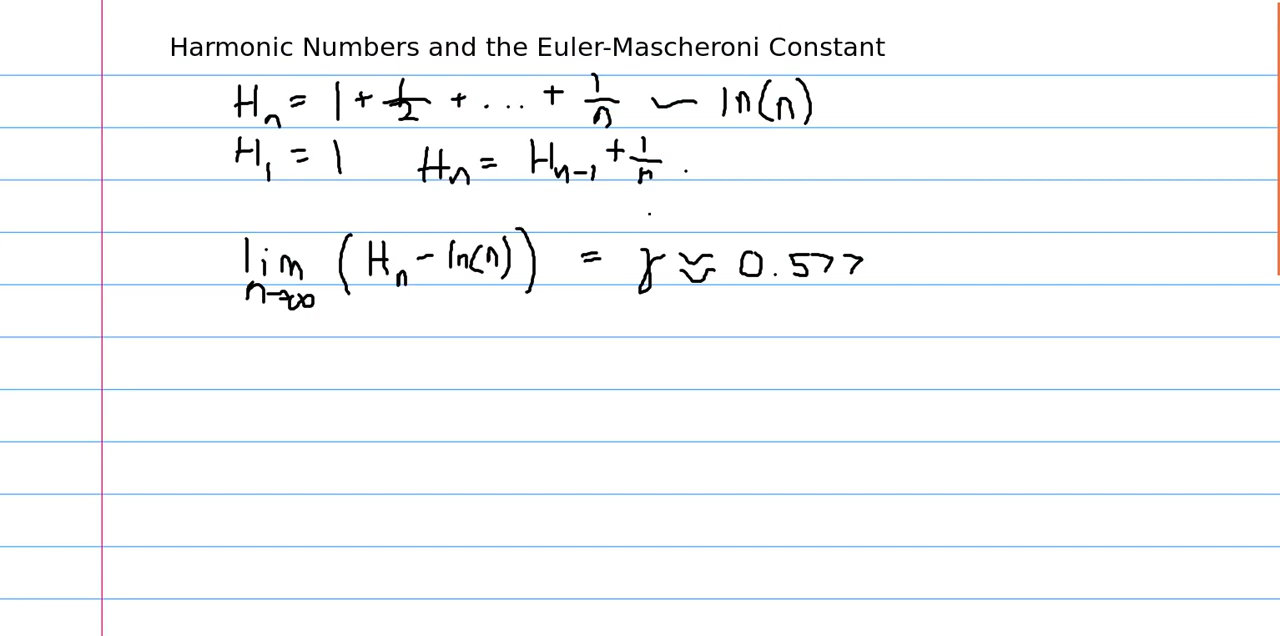 Harmonic Numbers and the Euler-Mascheroni Constant
Hₙ = 1 + 1/2 + ... + 1/n ~ ln(n)
H₁ = 1 Hₙ = Hₙ₋₁ + 1/n .
lim n→∞ (Hₙ - ln(n)) = γ ≈ 0.577